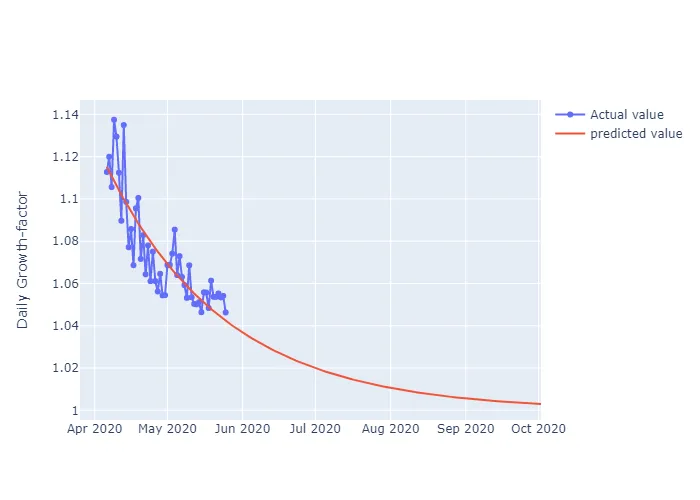 Actual value
predicted value
Daily Growth-factor
1.14
1.12
1.1
1.08
1.06
1.04
1.02
1
Apr 2020 May 2020 Jun 2020 Jul 2020 Aug 2020 Sep 2020 Oct 2020